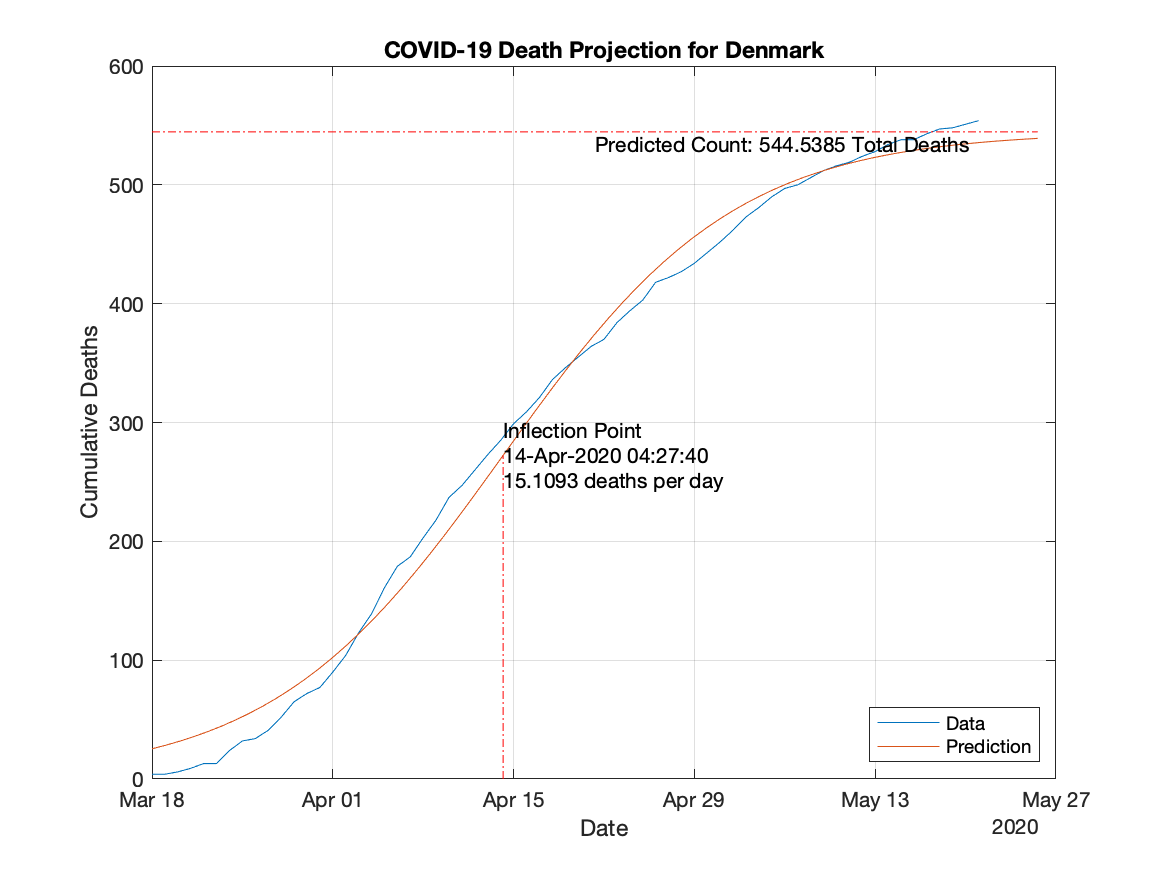 COVID-19 Death Projection for Denmark
600
500
400
300
200
100
0
Cumulative Deaths
Predicted Count: 544.5385 Total Deaths
Inflection Point
14-Apr-2020 04:27:40
15.1093 deaths per day
Data
Prediction
Mar 18 Apr 01 Apr 15 Apr 29 May 13 May 27
Date
2020